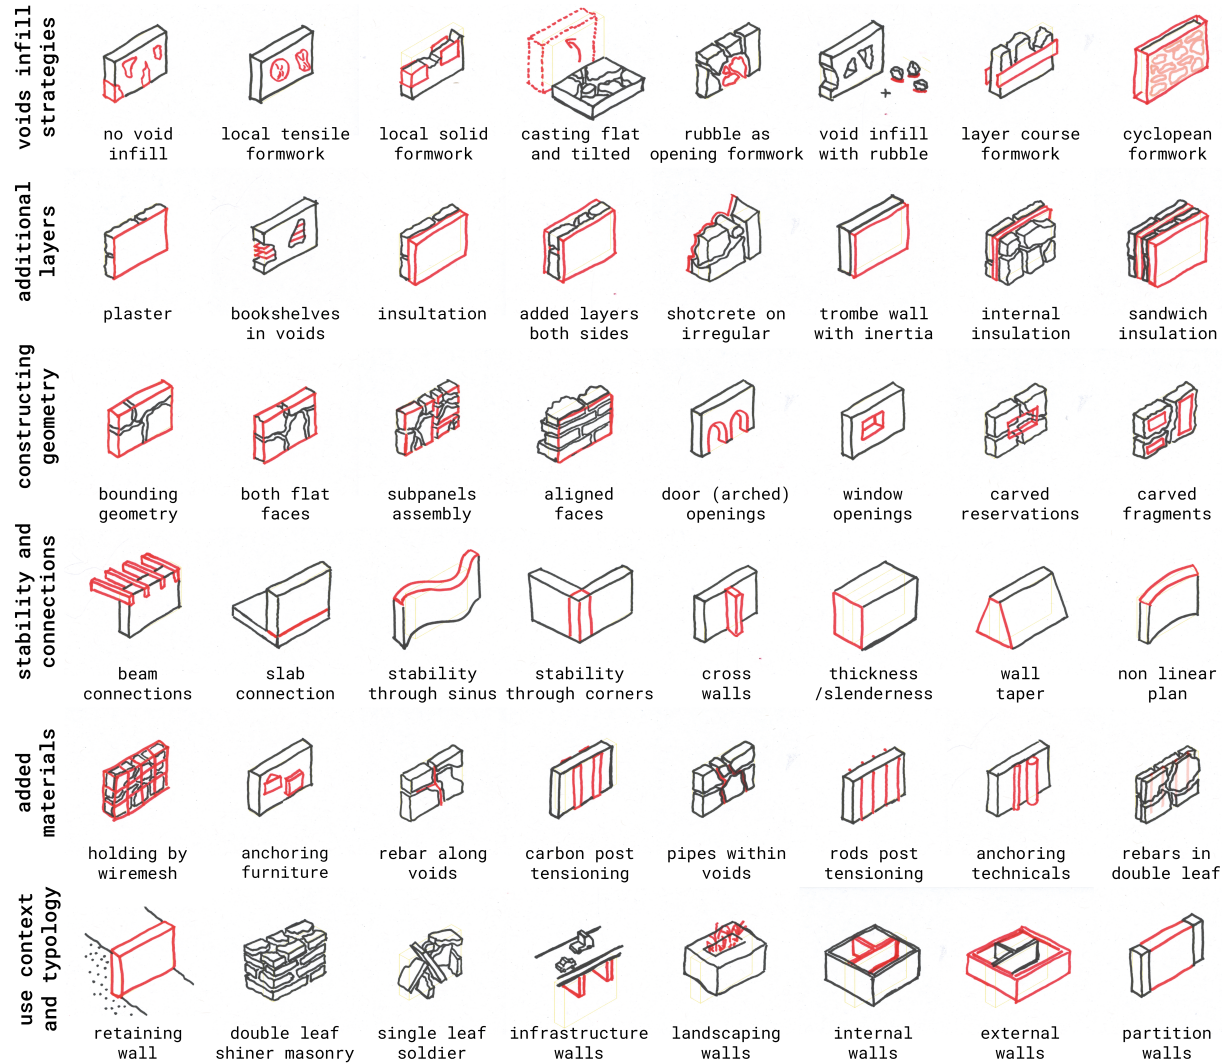 voids infill
strategies
no void
infill
local tensile
formwork
local solid
formwork
casting flat
and tilted
rubble as
opening formwork
void infill
with rubble
layer course
formwork
cyclopean
formwork
additional
layers
plaster
bookshelves
in voids
insultation
added layers
both sides
shotcrete on
irregular
trombe wall
with inertia
internal
insulation
sandwich
insulation
constructing
geometry
bounding
geometry
both flat
faces
subpanels
assembly
aligned
faces
door (arched)
openings
window
openings
carved
reservations
carved
fragments
stability and
connections
beam
connections
slab
connection
stability
through sinus
stability
through corners
cross
walls
thickness
/slenderness
wall
taper
non linear
plan
added
materials
holding by
wiremesh
anchoring
furniture
rebar along
voids
carbon post
tensioning
pipes within
voids
rods post
tensioning
anchoring
technicals
rebars in
double leaf
use context
and typology
retaining
wall
double leaf
shiner masonry
single leaf
soldier
infrastructure
walls
landscaping
walls
internal
walls
external
walls
partition
walls